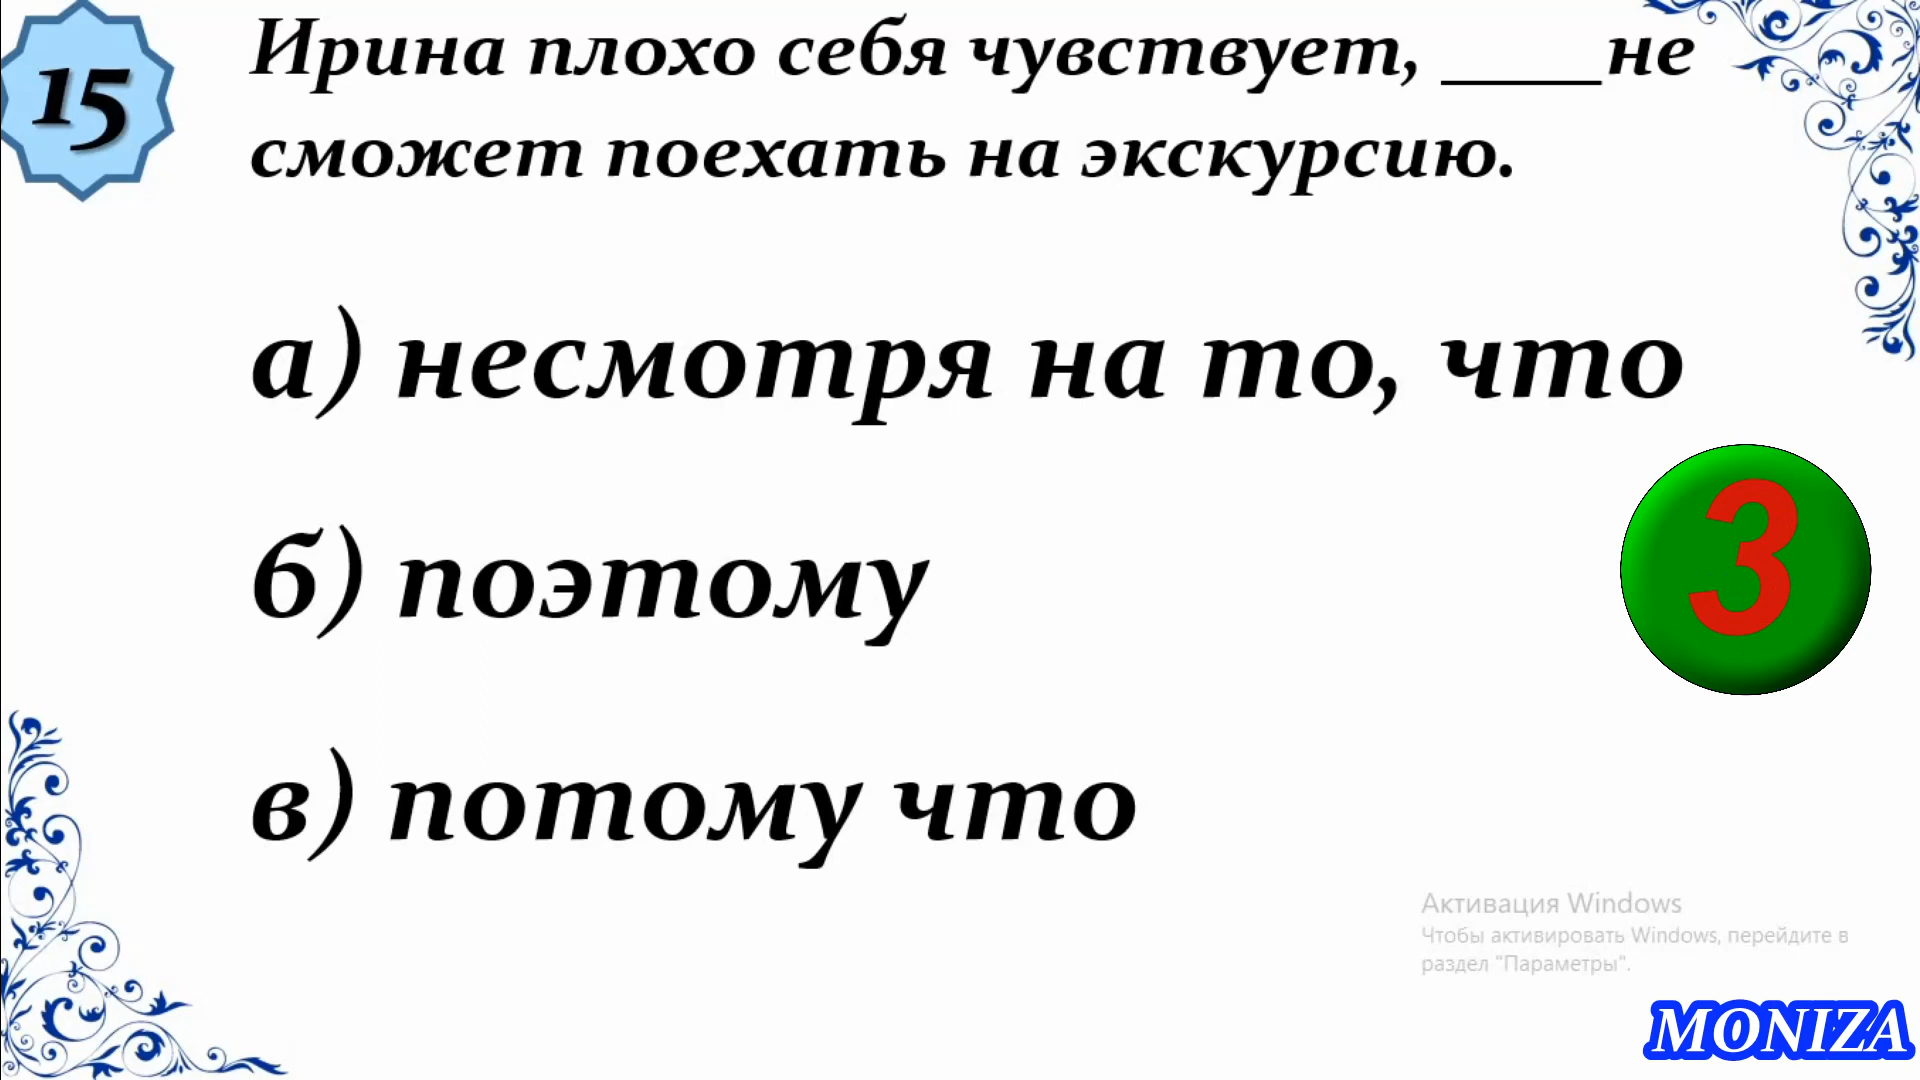 15
Ирина плохо себя чувствует, _____не
сможет поехать на экскурсию.
а) несмотря на то, что
б) поэтому
3
в) потому что
Активация Windows
Чтобы активировать Windows, перейдите в
раздел "Параметры".
MONIZA